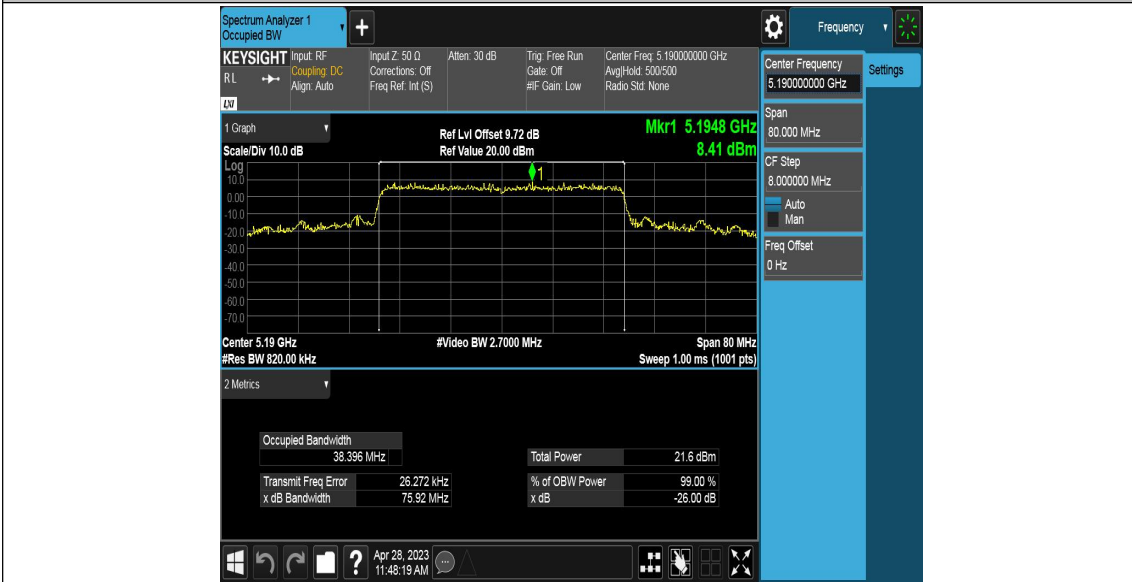 Spectrum Analyzer 1
Occupied BW
+
Frequency
KEYSIGHT
R L
LXI
Input: RF
Coupling: DC
Align: Auto
Input Z: 50 Ω
Corrections: Off
Freq Ref: Int (S)
Atten: 30 dB
Trig: Free Run
Gate: Off
#IF Gain: Low
Center Freq: 5.190000000 GHz
Avg|Hold: 500/500
Radio Std: None
Center Frequency
5.190000000 GHz
Settings
Span
80.000 MHz
CF Step
8.000000 MHz
Auto
Man
Freq Offset
0 Hz
1 Graph
Ref Lvl Offset 9.72 dB
Mkr1 5.1948 GHz
Scale/Div 10.0 dB
Ref Value 20.00 dBm
8.41 dBm
Log
10.0
0.00
-10.0
-20.0
-30.0
-40.0
-50.0
-60.0
-70.0
1
Center 5.19 GHz
#Video BW 2.7000 MHz
Span 80 MHz
#Res BW 820.00 kHz
Sweep 1.00 ms (1001 pts)
2 Metrics
Occupied Bandwidth
38.396 MHz
Total Power 21.6 dBm
Transmit Freq Error 26.272 kHz
% of OBW Power 99.00 %
x dB Bandwidth 75.92 MHz
x dB -26.00 dB
?
Apr 28, 2023
11:48:19 AM